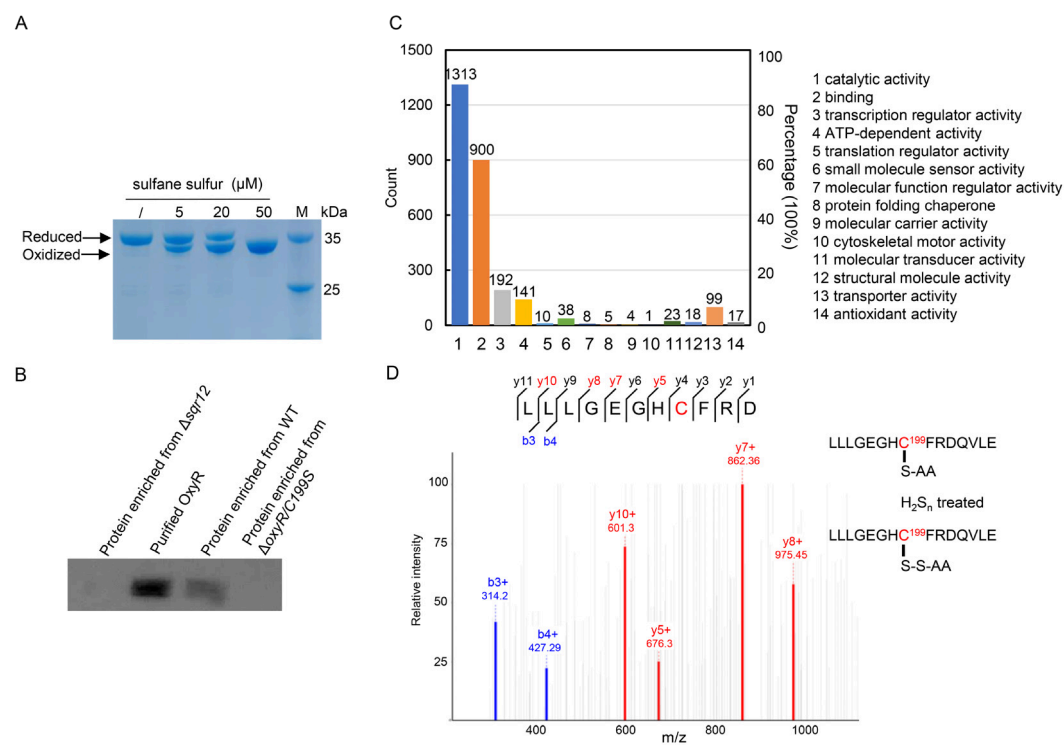 A
sulfane sulfur (μM)
/ 5 20 50 M kDa
Reduced
Oxidized
35
25
B
Protein enriched from Δsqr12
Purified OxyR
Protein enriched from WT
Protein enriched from
ΔoxyR/C199S
C
1500
1200
900
600
300
0
Count
1313
900
192
141
10
38
8
5
4
1
23
18
99
17
1 2 3 4 5 6 7 8 9 10 11 12 13 14
100
80
60
40
20
0
Percentage (100%)
1 catalytic activity
2 binding
3 transcription regulator activity
4 ATP-dependent activity
5 translation regulator activity
6 small molecule sensor activity
7 molecular function regulator activity
8 protein folding chaperone
9 molecular carrier activity
10 cytoskeletal motor activity
11 molecular transducer activity
12 structural molecule activity
13 transporter activity
14 antioxidant activity
D
y11 y10 y9 y8 y7 y6 y5 y4 y3 y2 y1
L L L G E G H C F R D
b3 b4
100
75
50
25
Relative intensity
b3+
314.2
b4+
427.29
y10+
601.3
y5+
676.3
y7+
862.36
y8+
975.45
400 600 800 1000
m/z
LLLGEGHC199FRDQVLE
S-AA
H2Sn treated
LLLGEGHC199FRDQVLE
S-S-AA